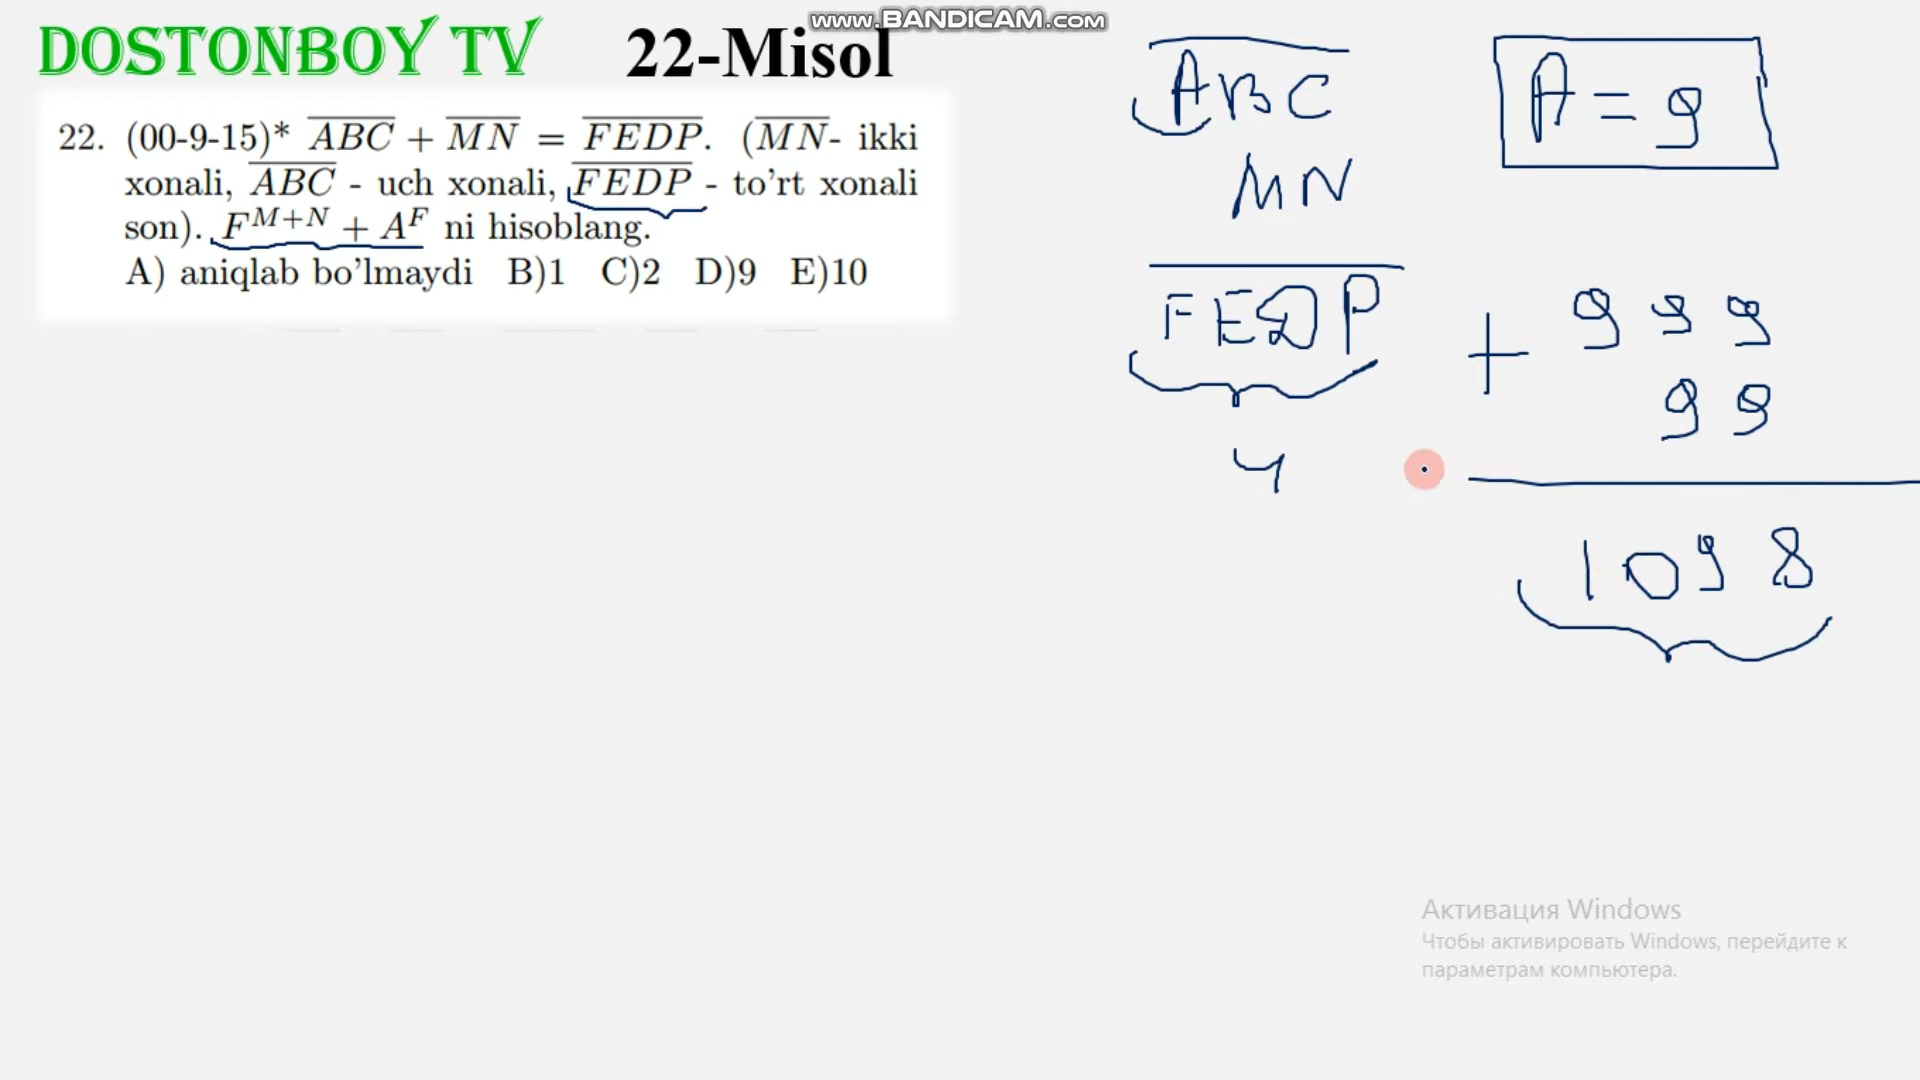 www.BANDICAM.com
DOSTONBOY TV 22-Misol
22. (00-9-15)* ABC + MN = FEDP. (MN- ikki
xonali, ABC - uch xonali, FEDP - to'rt xonali
son). F^{M+N} + A^F ni hisoblang.
A) aniqlab bo'lmaydi B)1 C)2 D)9 E)10
ABC
MN
FEDP
4
A = 9
+ 999
99
1098
Активация Windows
Чтобы активировать Windows, перейдите к
параметрам компьютера.